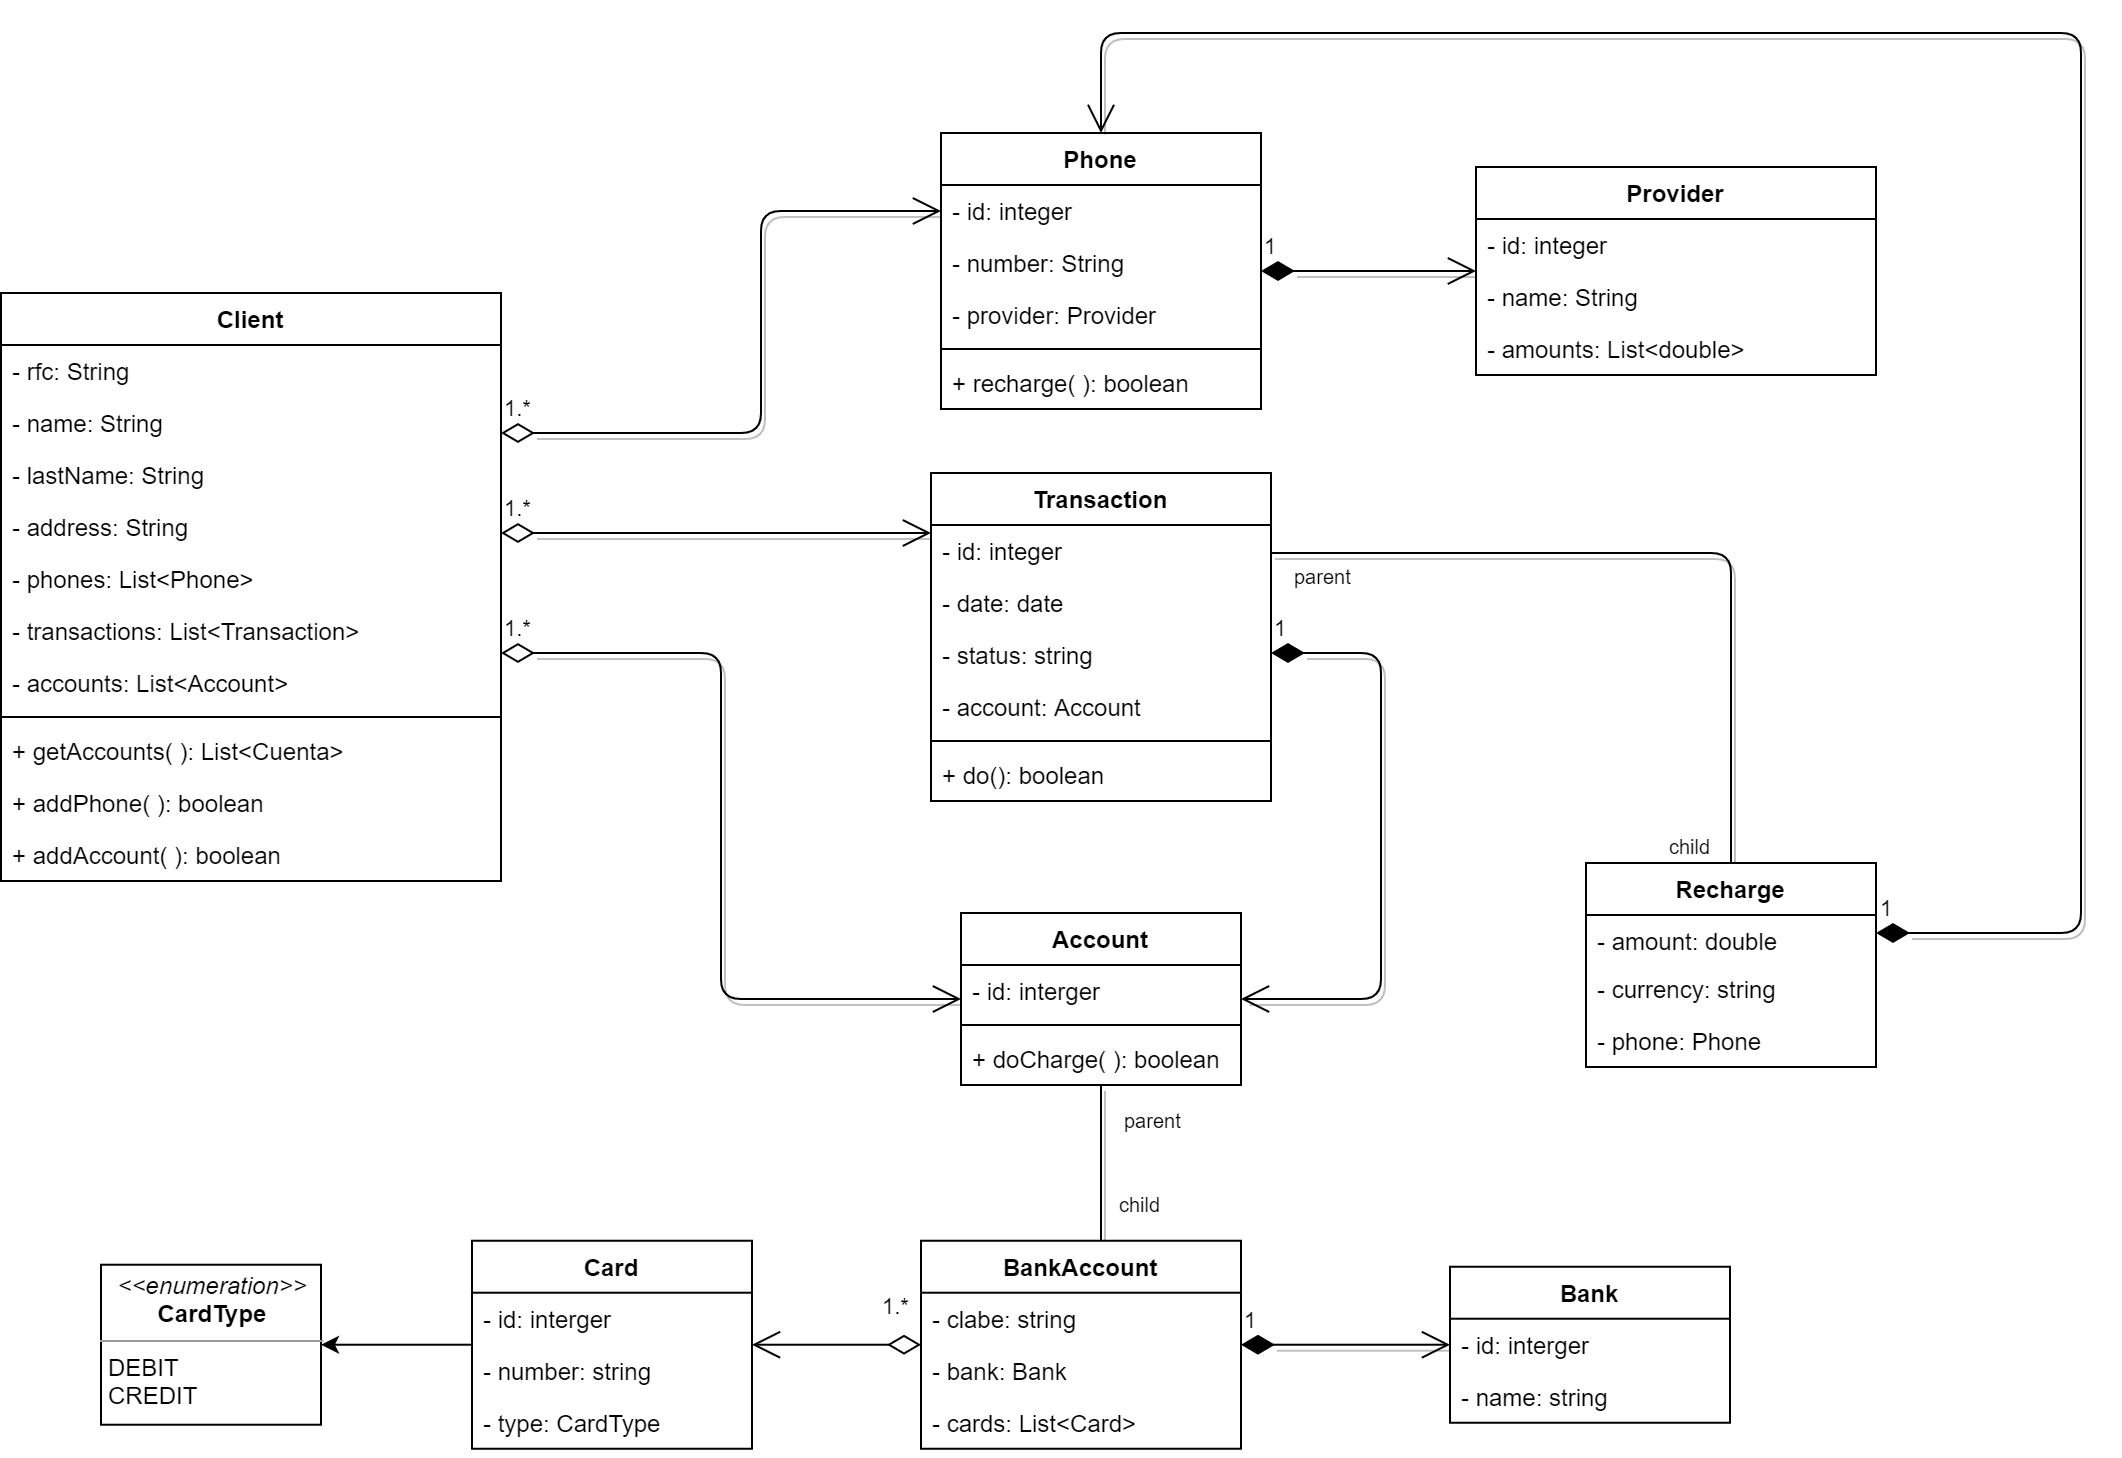 Phone
- id: integer
- number: String
- provider: Provider
+ recharge( ): boolean
1
Provider
- id: integer
- name: String
- amounts: List<double>
Client
- rfc: String
- name: String
- lastName: String
- address: String
- phones: List<Phone>
- transactions: List<Transaction>
- accounts: List<Account>
+ getAccounts( ): List<Cuenta>
+ addPhone( ): boolean
+ addAccount( ): boolean
1.*
1.*
1.*
Transaction
- id: integer
- date: date
- status: string
- account: Account
+ do(): boolean
parent
1
child
Recharge
- amount: double
- currency: string
- phone: Phone
1
Account
- id: interger
+ doCharge( ): boolean
parent
child
<<enumeration>>
CardType
DEBIT
CREDIT
Card
- id: interger
- number: string
- type: CardType
1.*
BankAccount
- clabe: string
- bank: Bank
- cards: List<Card>
1
Bank
- id: interger
- name: string